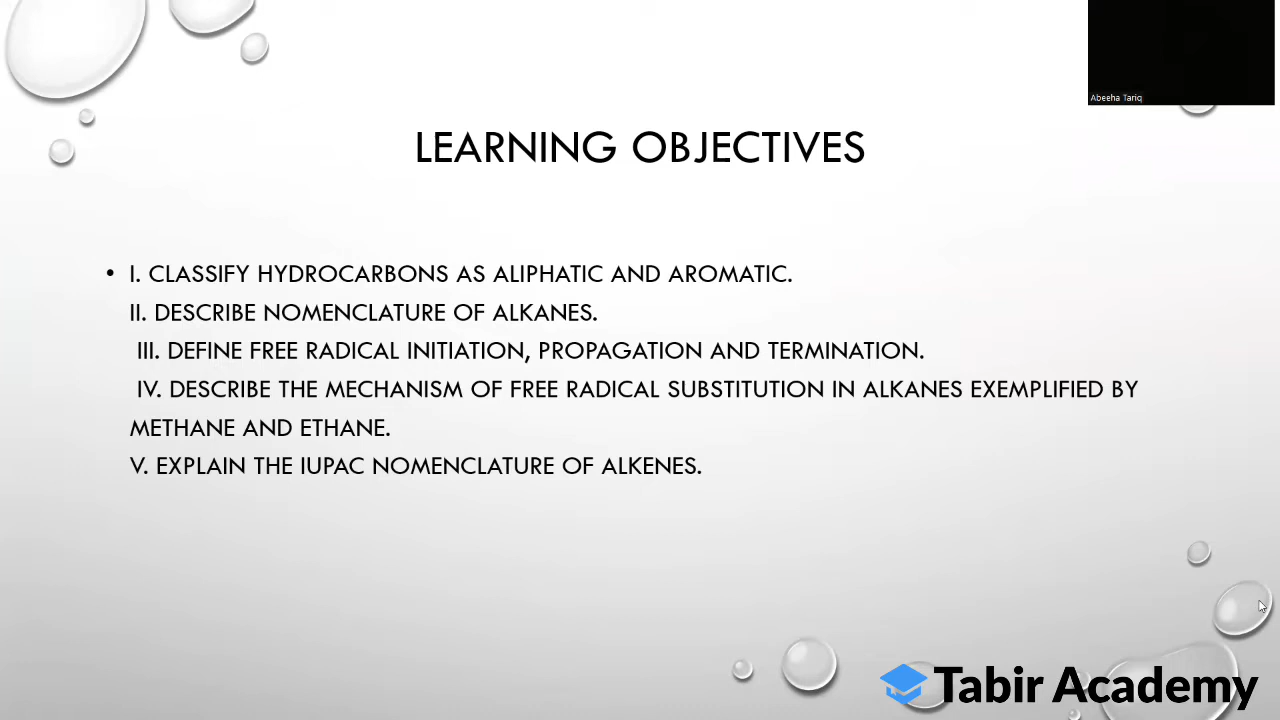 Abeeha Tariq
LEARNING OBJECTIVES
• I. CLASSIFY HYDROCARBONS AS ALIPHATIC AND AROMATIC.
II. DESCRIBE NOMENCLATURE OF ALKANES.
III. DEFINE FREE RADICAL INITIATION, PROPAGATION AND TERMINATION.
IV. DESCRIBE THE MECHANISM OF FREE RADICAL SUBSTITUTION IN ALKANES EXEMPLIFIED BY
METHANE AND ETHANE.
V. EXPLAIN THE IUPAC NOMENCLATURE OF ALKENES.
Tabir Academy